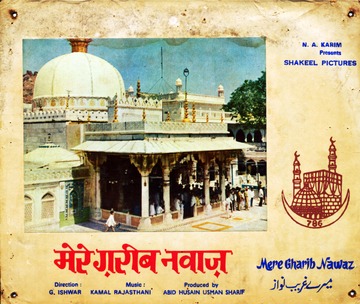 N. A. KARIM
Presents
SHAKEEL PICTURES
786
मेरे ग़रीब नवाज़
Mere Gharib Nawaz
میرے غریب نواز
Direction : Music : Produced by
G. ISHWAR KAMAL RAJASTHANI ABID HUSAIN USMAN SHARIF